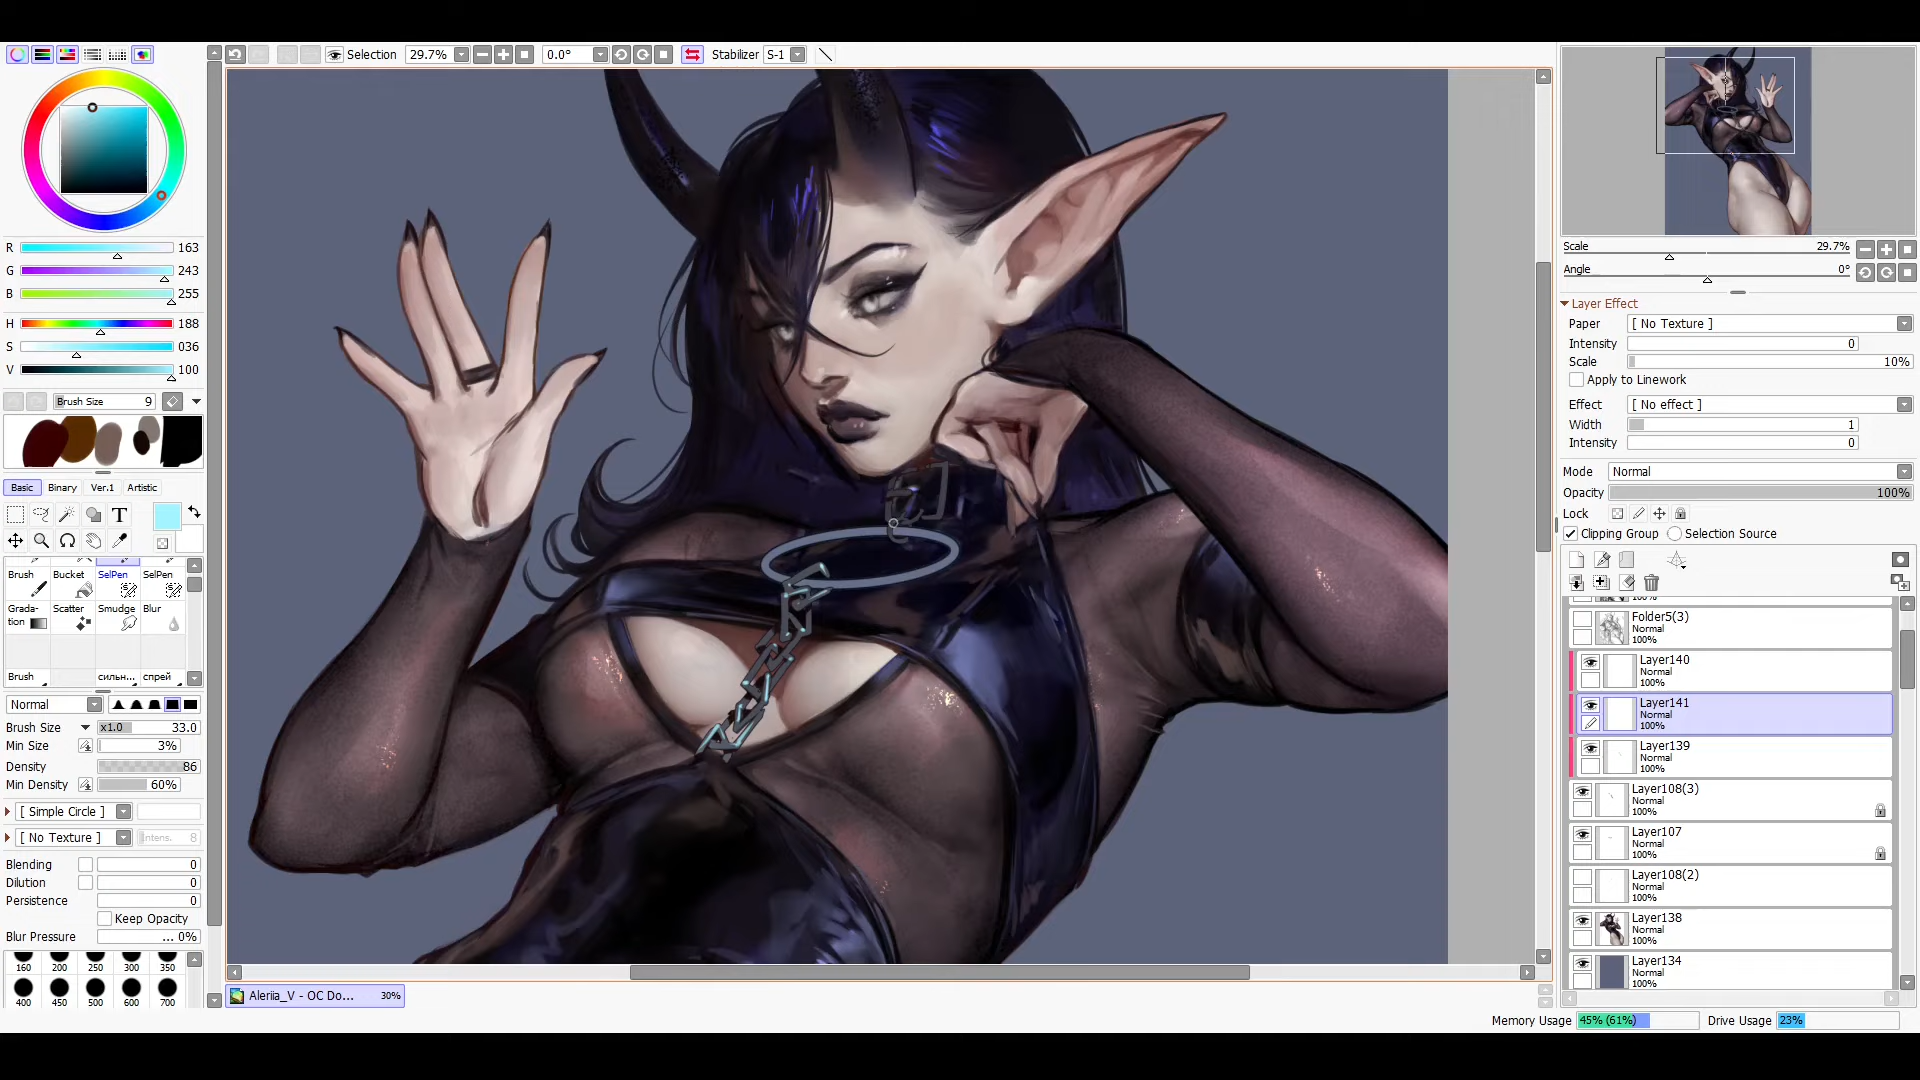 Selection 29.7% 0.0° Stabilizer S-1
R 163
G 243
B 255
H 188
S 036
V 100
Brush Size 9
Basic Binary Ver.1 Artistic
T
Brush Bucket SelPen SelPen
Grada-
tion Scatter Smudge Blur
Brush сильн... спрей
Normal
Brush Size x1.0 33.0
Min Size 3%
Density 86
Min Density 60%
[ Simple Circle ]
[ No Texture ] Intens. 8
Blending 0
Dilution 0
Persistence 0
Keep Opacity
Blur Pressure ... 0%
160 200 250 300 350
400 450 500 600 700
Aleriia_V - OC Do... 30%
Scale 29.7%
Angle 0°
Layer Effect
Paper [ No Texture ]
Intensity 0
Scale 10%
Apply to Linework
Effect [ No effect ]
Width 1
Intensity 0
Mode Normal
Opacity 100%
Lock
Clipping Group Selection Source
100%
Folder5(3)
Normal
100%
Layer140
Normal
100%
Layer141
Normal
100%
Layer139
Normal
100%
Layer108(3)
Normal
100%
Layer107
Normal
100%
Layer108(2)
Normal
100%
Layer138
Normal
100%
Layer134
Normal
100%
Memory Usage 45% (61%) Drive Usage 23%